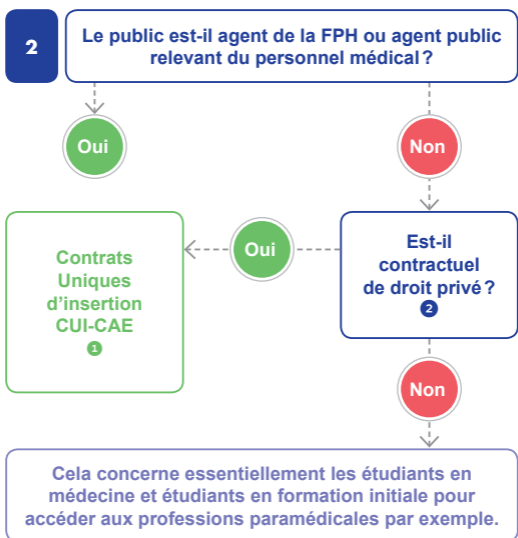 2
Le public est-il agent de la FPH ou agent public
relevant du personnel médical ?
Oui
Non
Contrats
Uniques
d'insertion
CUI-CAE
❶
Oui
Est-il
contractuel
de droit privé ?
❷
Non
Cela concerne essentiellement les étudiants en
médecine et étudiants en formation initiale pour
accéder aux professions paramédicales par exemple.